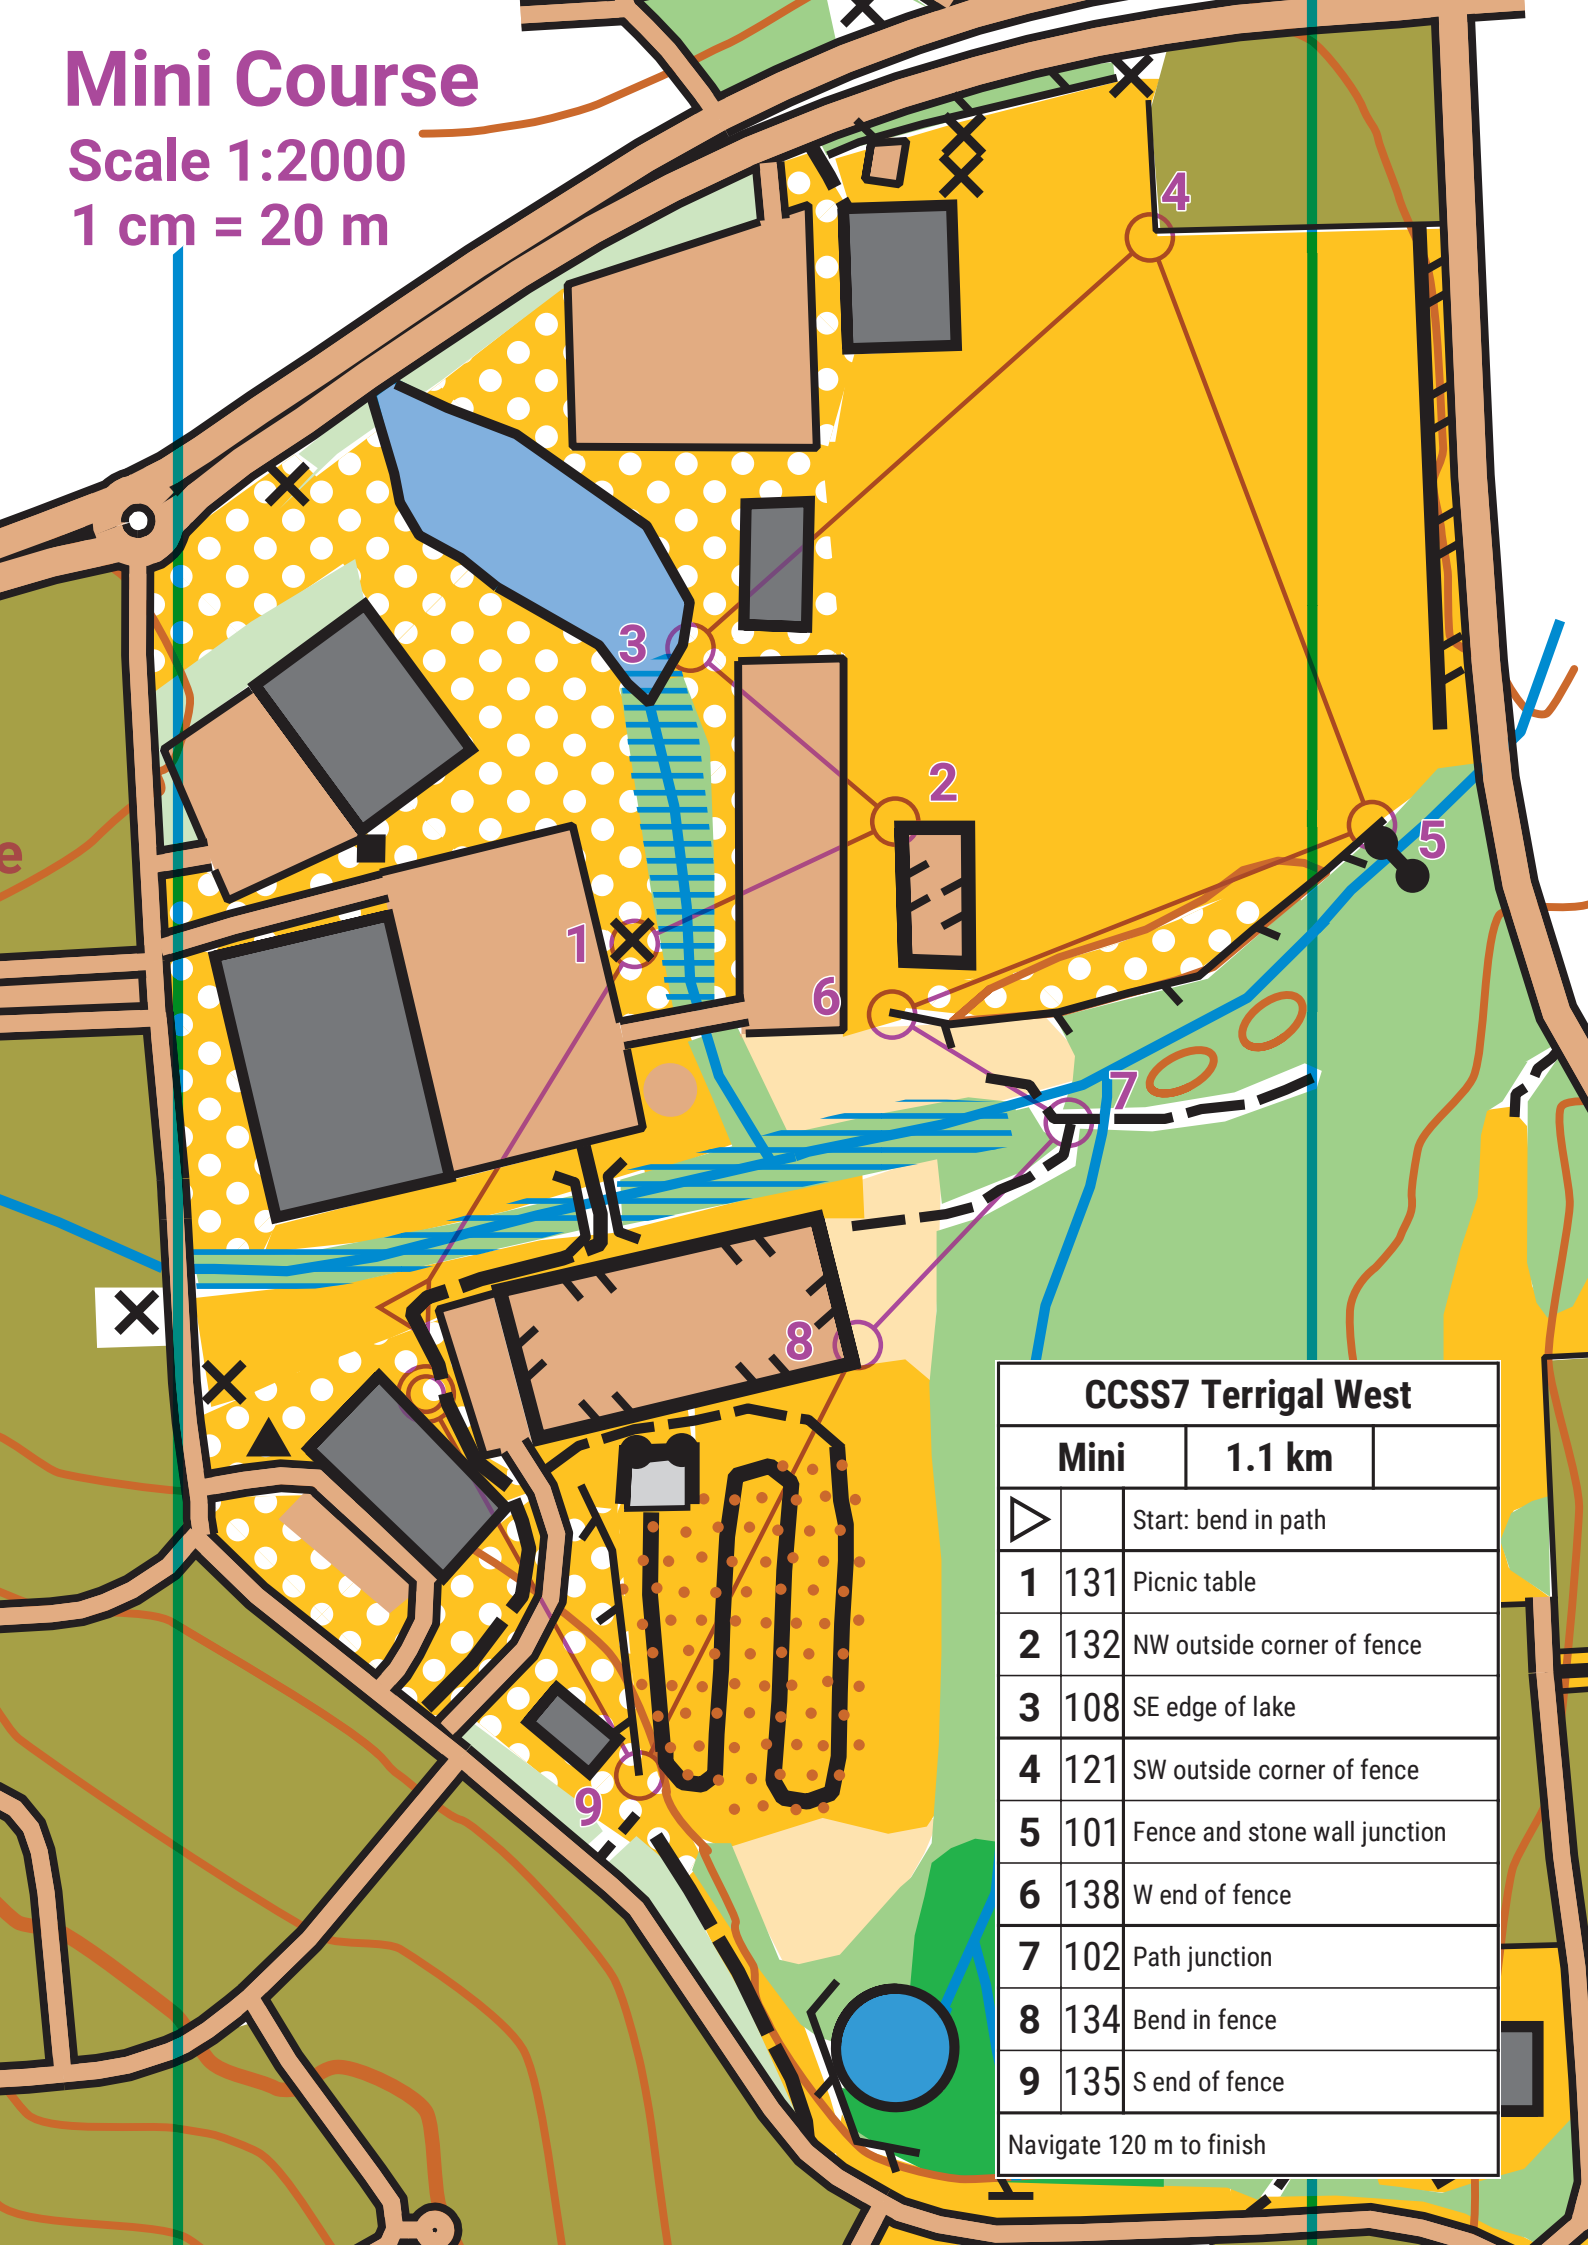 Mini Course
Scale 1:2000
1 cm = 20 m
4
3
2
5
e
1
6
7
8
9
CCSS7 Terrigal West
Mini 1.1 km
Start: bend in path
1 131 Picnic table
2 132 NW outside corner of fence
3 108 SE edge of lake
4 121 SW outside corner of fence
5 101 Fence and stone wall junction
6 138 W end of fence
7 102 Path junction
8 134 Bend in fence
9 135 S end of fence
Navigate 120 m to finish